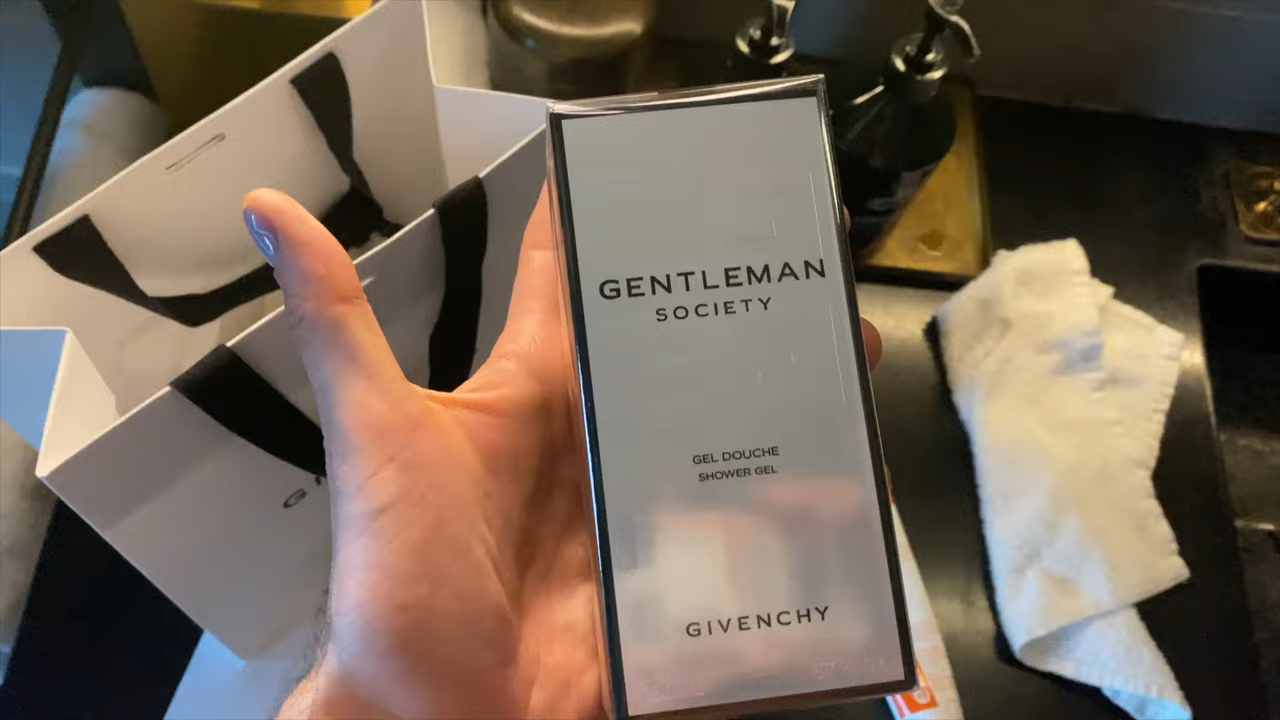 GENTLEMAN
SOCIETY
GEL DOUCHE
SHOWER GEL
GIVENCHY